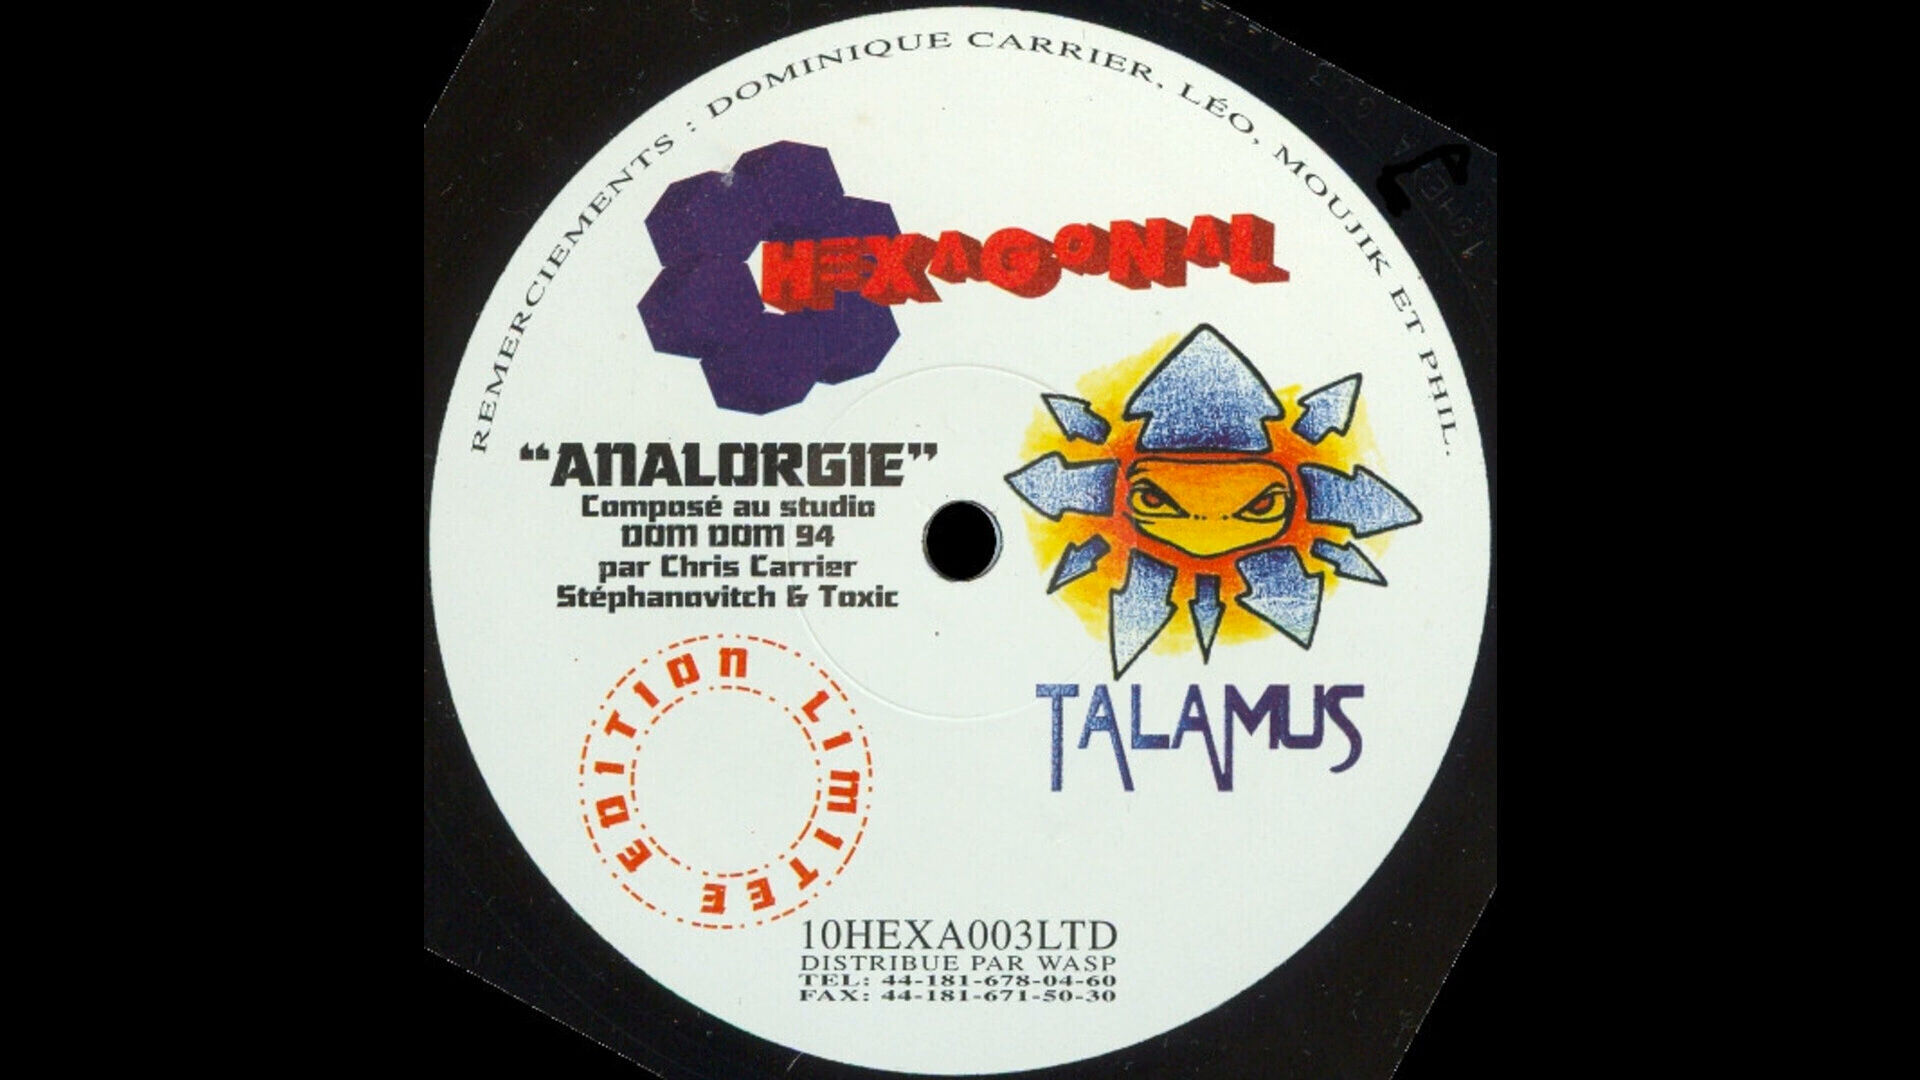 REMERCIEMENTS : DOMINIQUE CARRIER, LÉO, MOUJIK ET PHIL.
HEXAGONAL
“ANALORGIE”
Composé au studio
DOM DOM 94
par Chris Carrier
Stéphanovitch & Toxic
TALAMUS
EDITION LIMITEE
10HEXA003LTD
DISTRIBUE PAR WASP
TEL: 44-181-678-04-60
FAX: 44-181-671-50-30